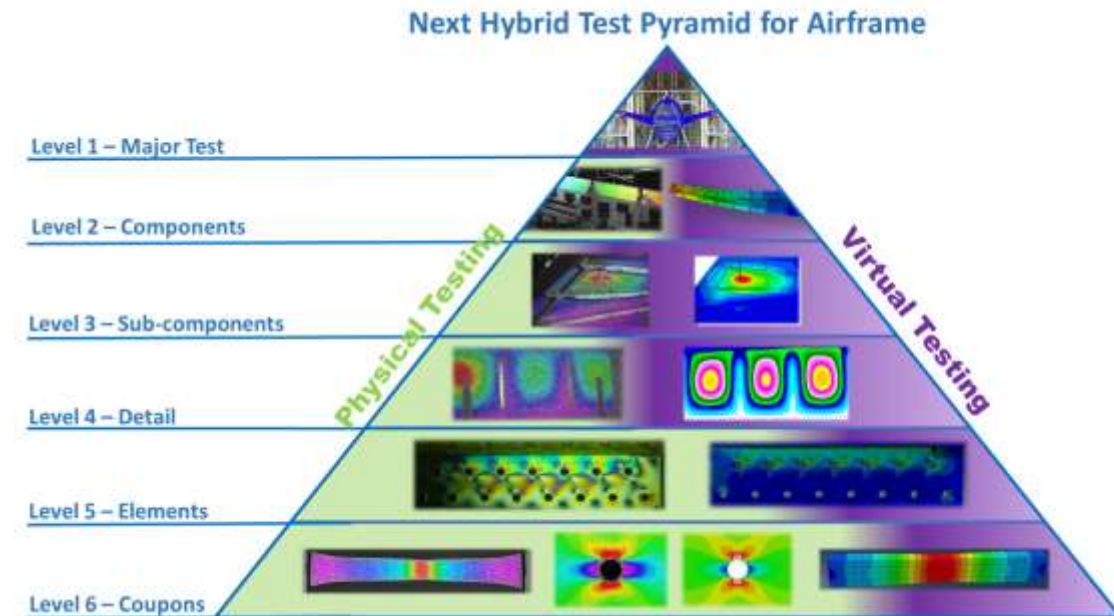 Next Hybrid Test Pyramid for Airframe
Level 1 – Major Test
Level 2 – Components
Level 3 – Sub-components
Level 4 – Detail
Level 5 – Elements
Level 6 – Coupons
Physical Testing
Virtual Testing